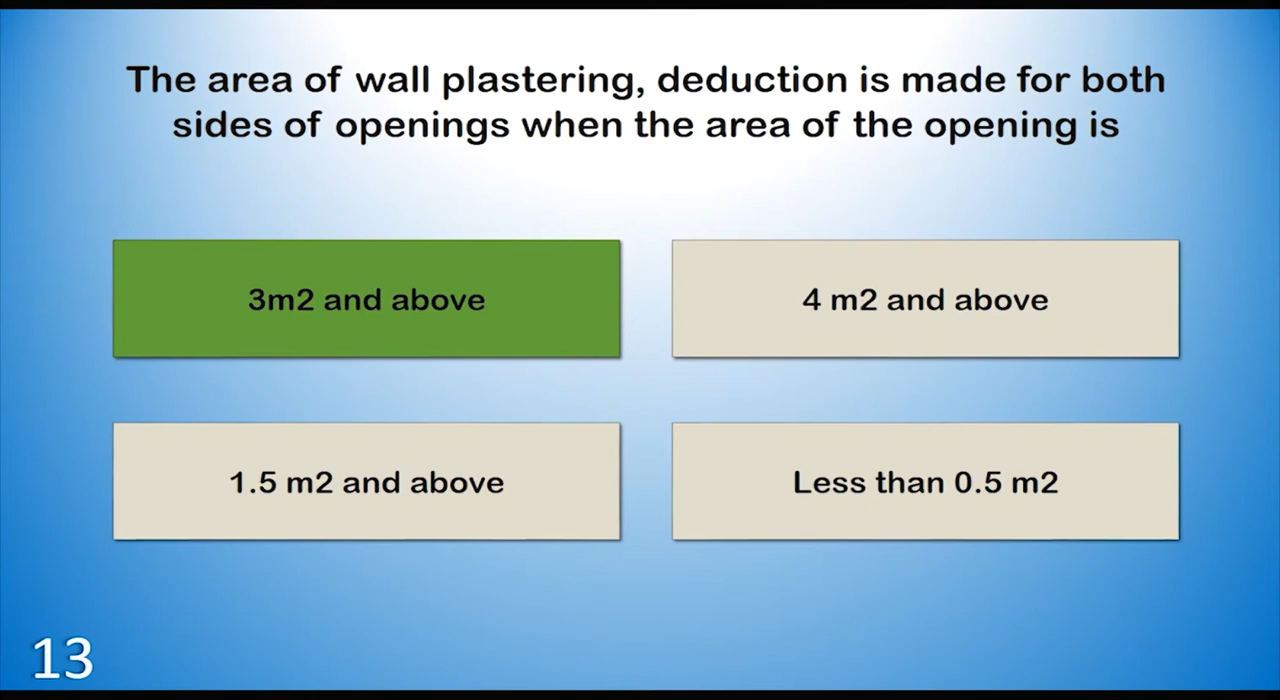 The area of wall plastering, deduction is made for both
sides of openings when the area of the opening is
3m2 and above
4 m2 and above
1.5 m2 and above
Less than 0.5 m2
13